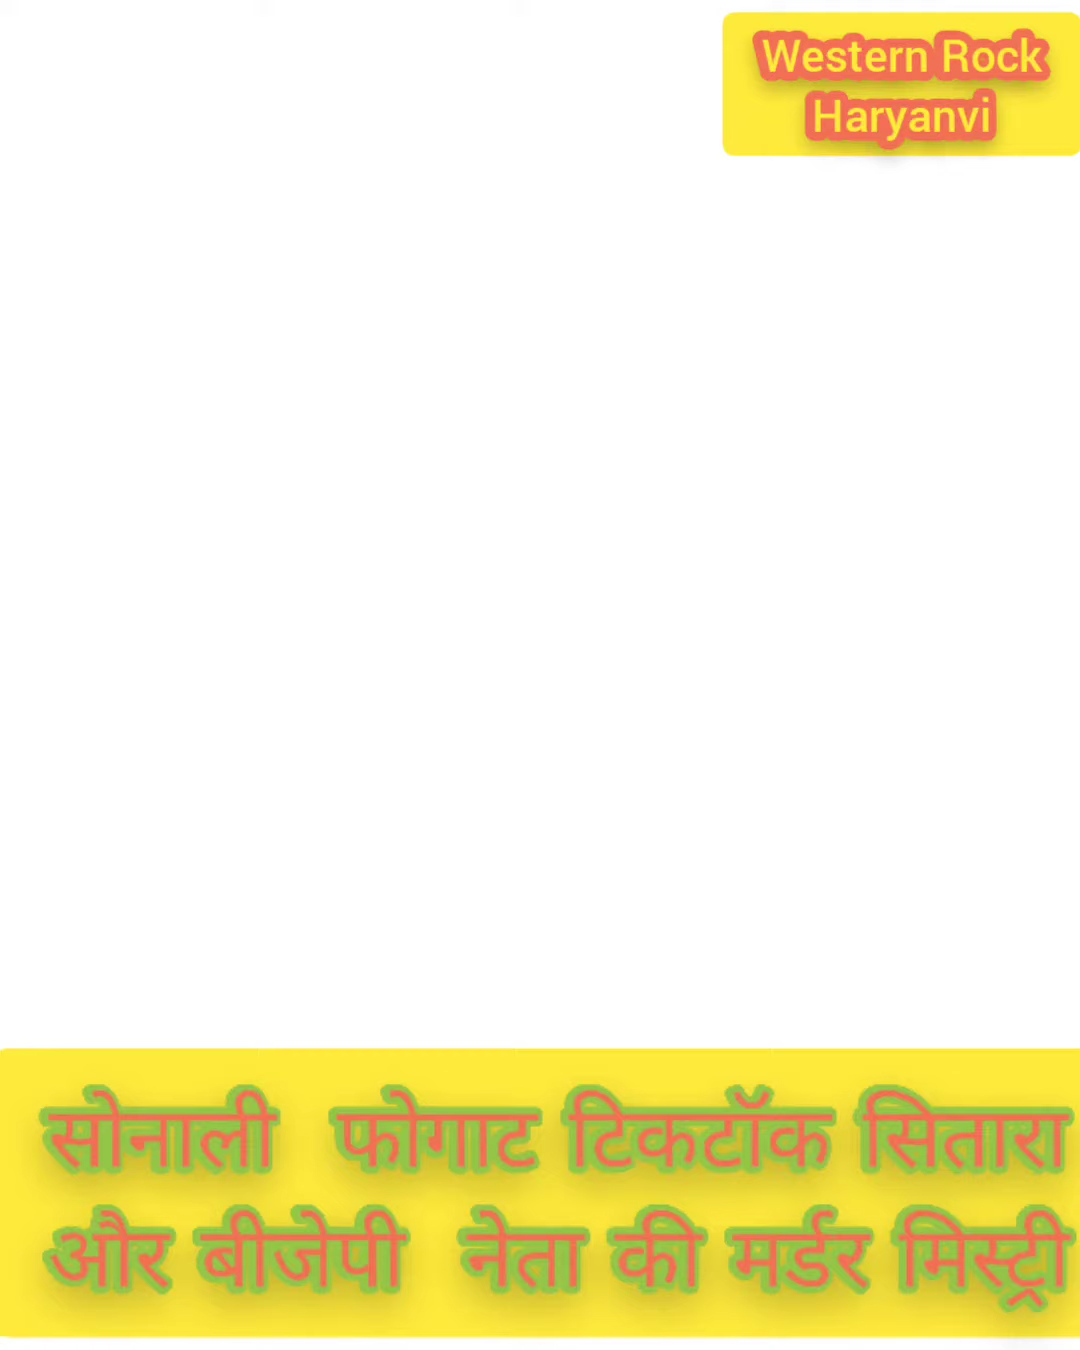 Western Rock
Haryanvi
सोनाली फोगाट टिकटॉक सितारा
और बीजेपी नेता की मर्डर मिस्ट्री